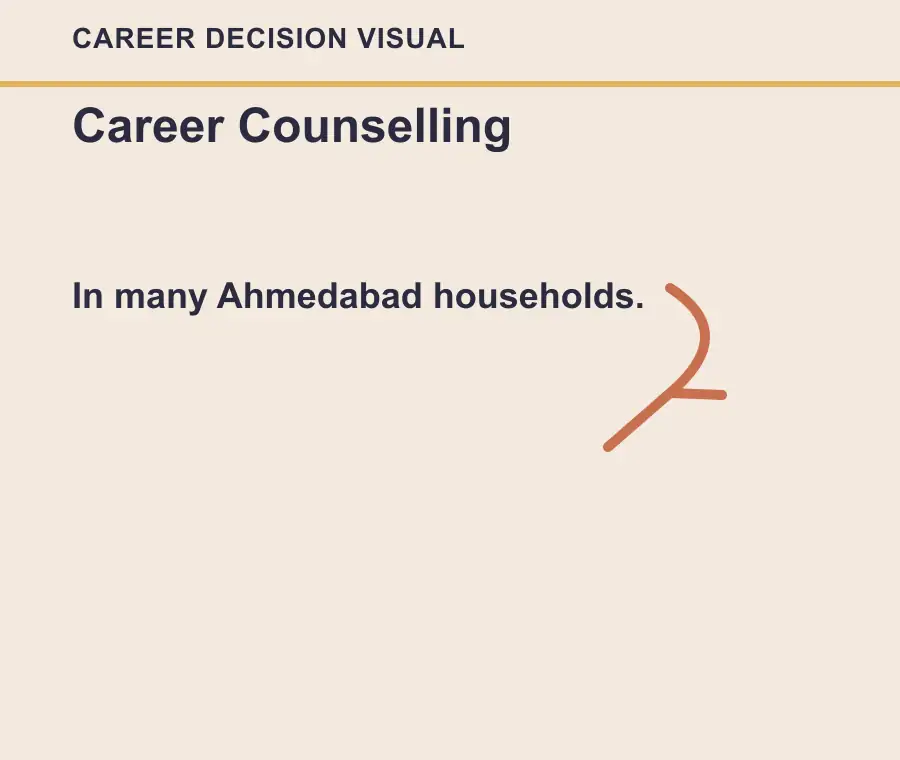 CAREER DECISION VISUAL
Career Counselling
In many Ahmedabad households.